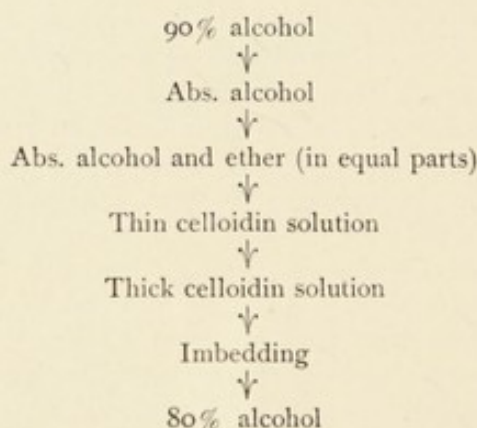 90% alcohol
Abs. alcohol
Abs. alcohol and ether (in equal parts)
Thin celloidin solution
Thick celloidin solution
Imbedding
80% alcohol